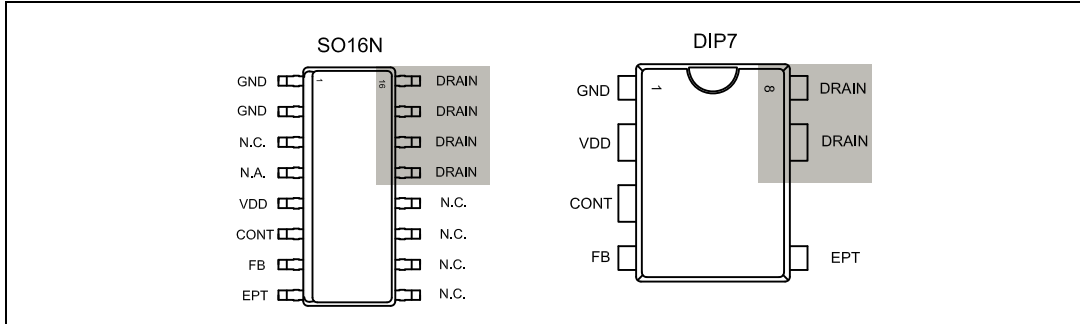 SO16N
GND 1 16 DRAIN
GND DRAIN
N.C. DRAIN
N.A. DRAIN
VDD N.C.
CONT N.C.
FB N.C.
EPT N.C.
DIP7
GND 1 8 DRAIN
VDD DRAIN
CONT
FB EPT